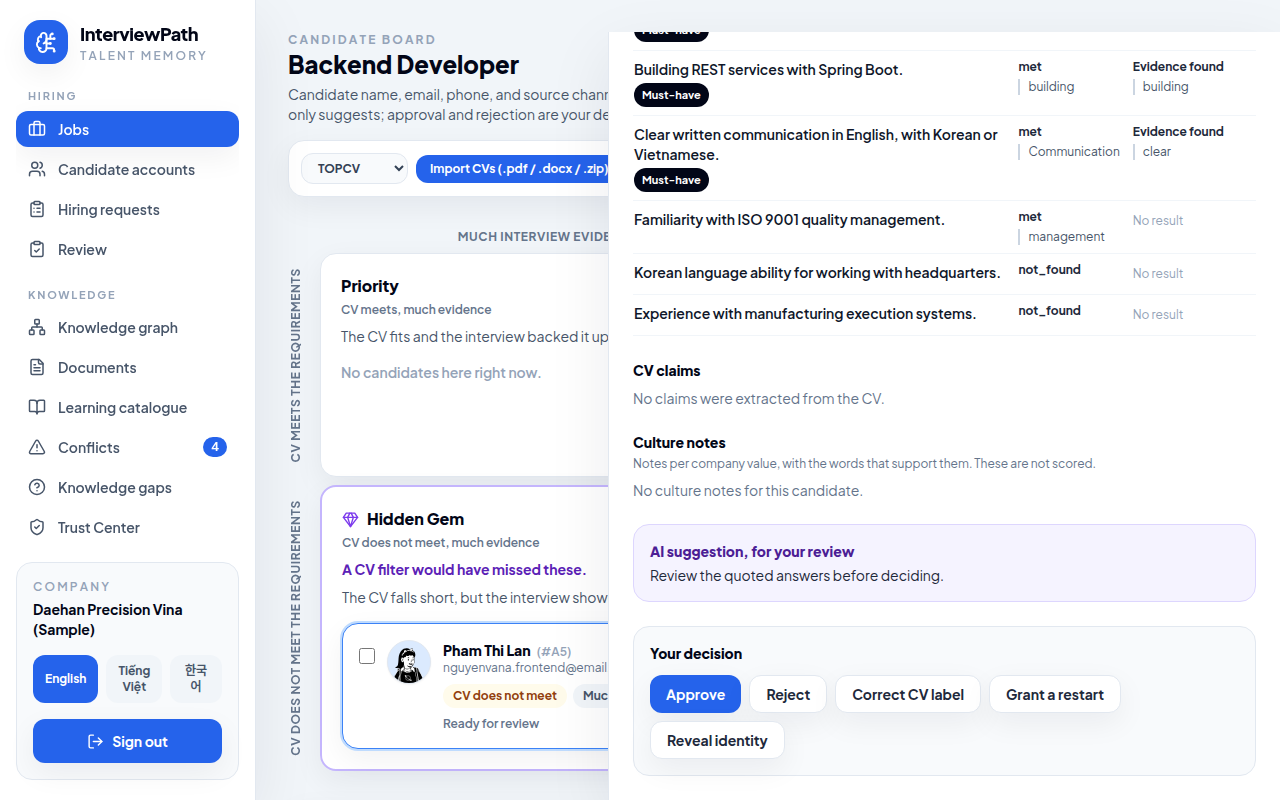 InterviewPath
TALENT MEMORY
HIRING
Jobs
Candidate accounts
Hiring requests
Review
KNOWLEDGE
Knowledge graph
Documents
Learning catalogue
Conflicts
4
Knowledge gaps
Trust Center
COMPANY
Daehan Precision Vina
(Sample)
English
Tiếng
Việt
한국
어
Sign out
CANDIDATE BOARD
Backend Developer
Candidate name, email, phone, and source chann
only suggests; approval and rejection are your de
TOPCV
Import CVs (.pdf / .docx / .zip)
MUCH INTERVIEW EVIDE
CV MEETS THE REQUIREMENTS
Priority
CV meets, much evidence
The CV fits and the interview backed it up
No candidates here right now.
CV DOES NOT MEET THE REQUIREMENTS
Hidden Gem
CV does not meet, much evidence
A CV filter would have missed these.
The CV falls short, but the interview show
Pham Thi Lan (#A5)
nguyenvana.frontend@email
CV does not meet
Muc
Ready for review
Must-have
Building REST services with Spring Boot.
Must-have
met
building
Evidence found
building
Clear written communication in English, with Korean or
Vietnamese.
Must-have
met
Communication
Evidence found
clear
Familiarity with ISO 9001 quality management.
met
management
No result
Korean language ability for working with headquarters.
not_found
No result
Experience with manufacturing execution systems.
not_found
No result
CV claims
No claims were extracted from the CV.
Culture notes
Notes per company value, with the words that support them. These are not scored.
No culture notes for this candidate.
AI suggestion, for your review
Review the quoted answers before deciding.
Your decision
Approve
Reject
Correct CV label
Grant a restart
Reveal identity